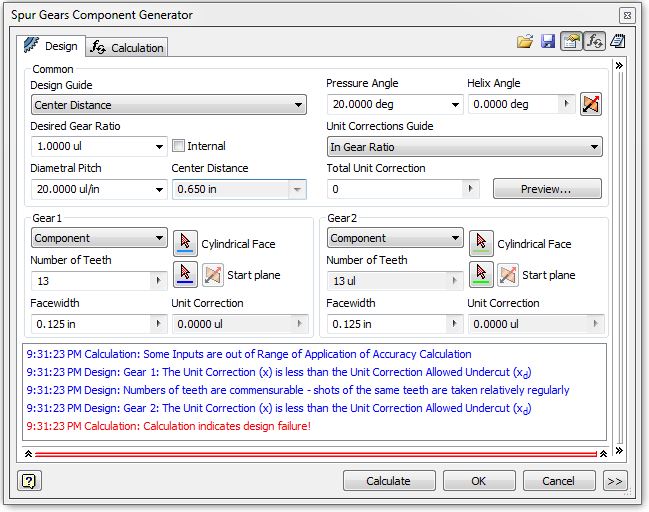 Spur Gears Component Generator
Design
Calculation
Common
Design Guide
Pressure Angle
Helix Angle
Center Distance
20.0000 deg
0.0000 deg
Desired Gear Ratio
Unit Corrections Guide
1.0000 ul
Internal
In Gear Ratio
Diametral Pitch
Center Distance
Total Unit Correction
20.0000 ul/in
0.650 in
0
Preview...
Gear1
Gear2
Component
Cylindrical Face
Component
Cylindrical Face
Number of Teeth
Start plane
Number of Teeth
Start plane
13
13 ul
Facewidth
Unit Correction
Facewidth
Unit Correction
0.125 in
0.0000 ul
0.125 in
0.0000 ul
9:31:23 PM Calculation: Some Inputs are out of Range of Application of Accuracy Calculation
9:31:23 PM Design: Gear 1: The Unit Correction (x) is less than the Unit Correction Allowed Undercut (xd)
9:31:23 PM Design: Numbers of teeth are commensurable - shots of the same teeth are taken relatively regularly
9:31:23 PM Design: Gear 2: The Unit Correction (x) is less than the Unit Correction Allowed Undercut (xd)
9:31:23 PM Calculation: Calculation indicates design failure!
Calculate
OK
Cancel
>>